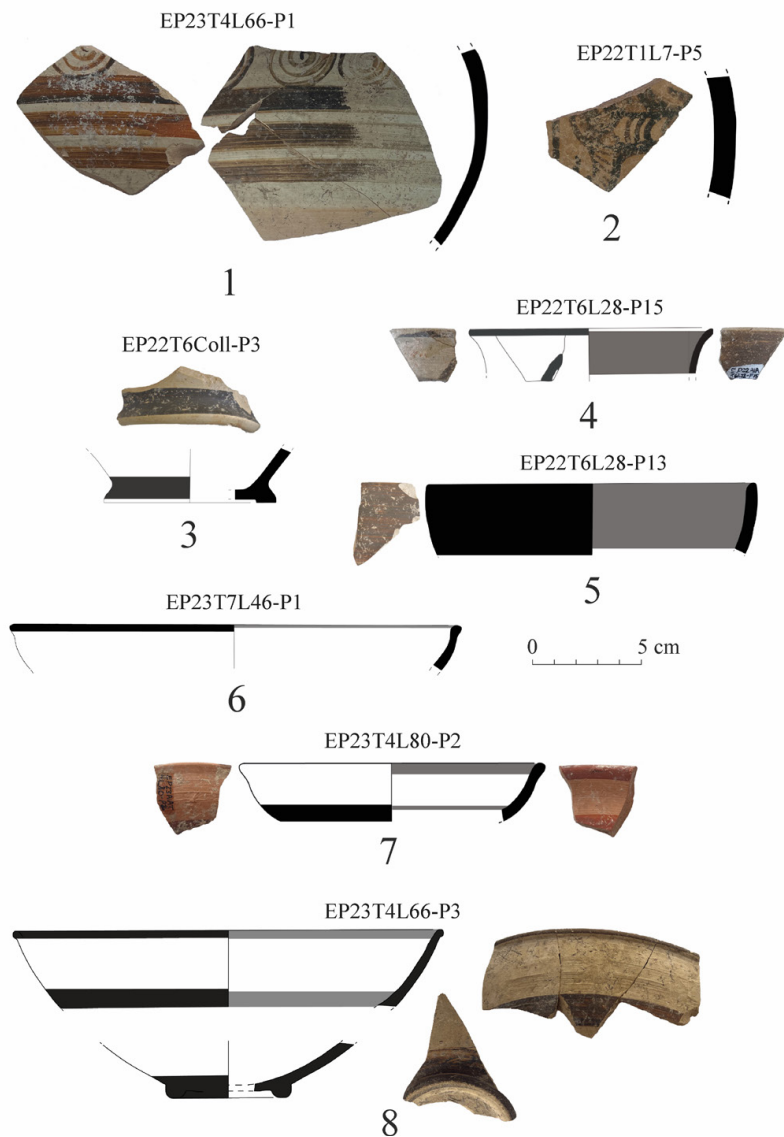 EP23T4L66-P1
EP22T1L7-P5
1
2
EP22T6L28-P15
EP22T6Coll-P3
4
EP22T6L28-P13
3
5
EP23T7L46-P1
0 5 cm
6
EP23T4L80-P2
7
EP23T4L66-P3
8